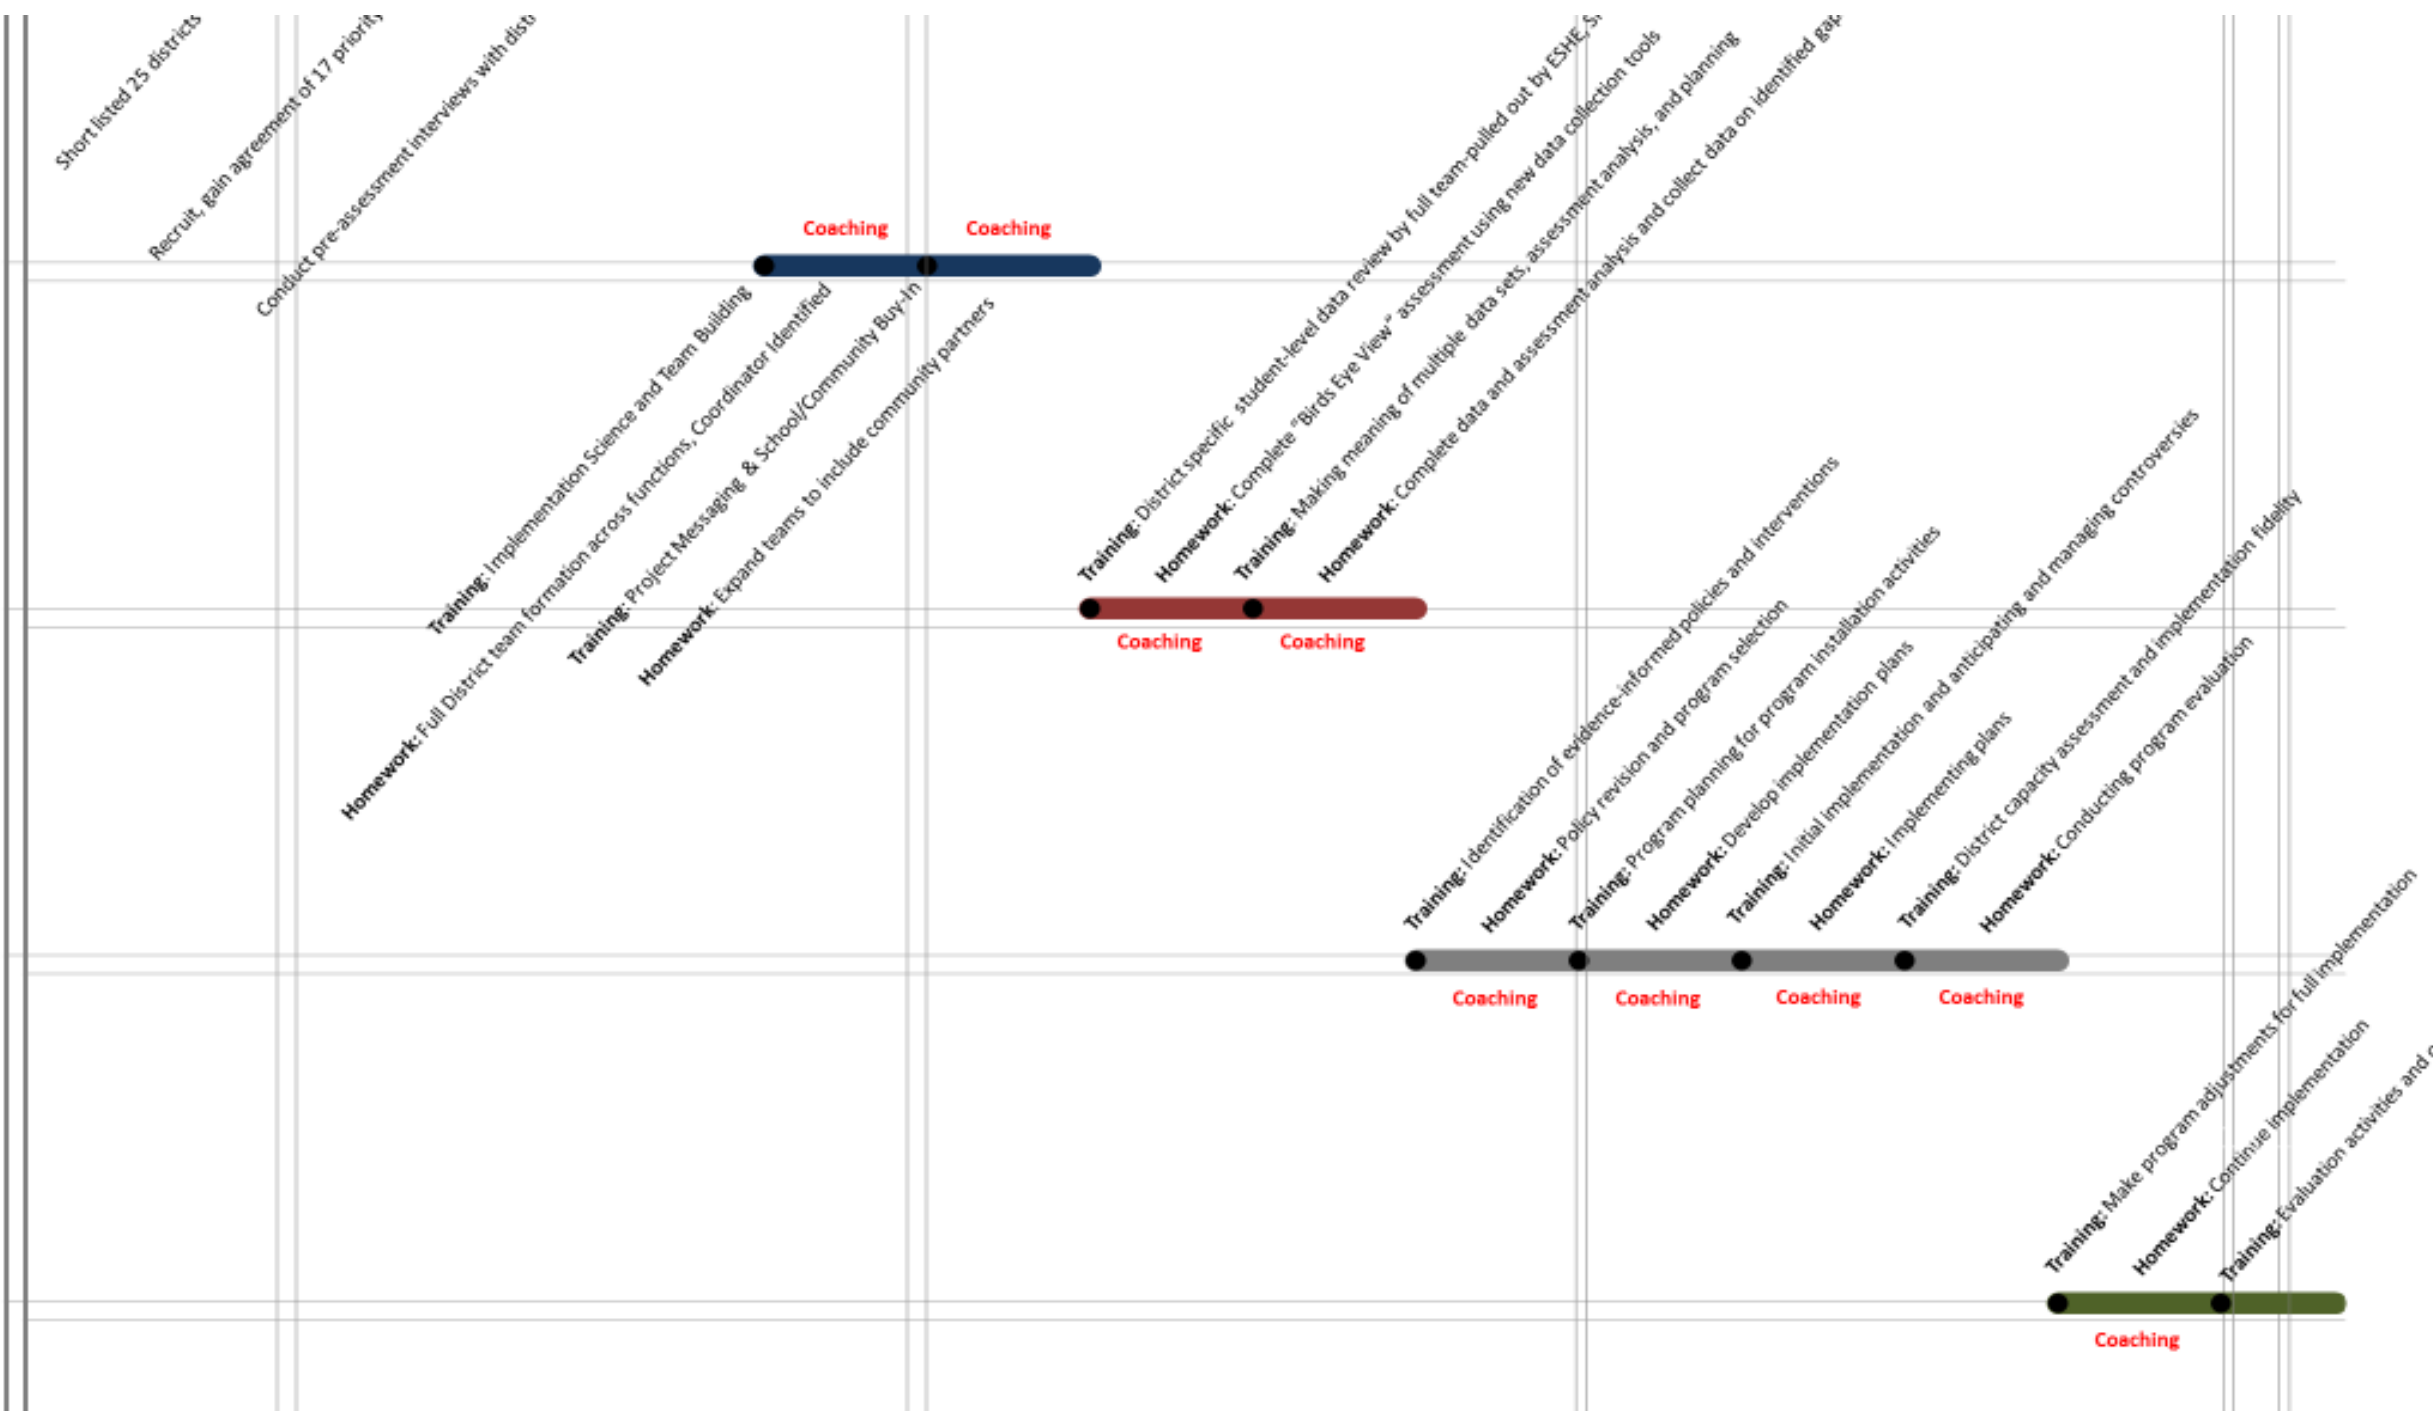 Short listed 25 districts
Recruit, gain agreement of 17 priority
Conduct pre-assessment interviews with
Coaching
Coaching
Training: Implementation Science and Team Building
Homework: Full District team formation across functions, Coordinator Identified
Training: Project Messaging & School/Community Buy-In
Homework: Expand teams to include community partners
Training: District specific student-level data review by full team-pulled out by ESHE,
Homework: Complete "Birds Eye View" assessment using new data collection tools
Training: Making meaning of multiple data sets, assessment analysis, and planning
Homework: Complete data and assessment analysis and collect data on identified
Coaching
Coaching
Training: Identification of evidence-informed policies and interventions
Homework: Policy revision and program selection
Training: Program planning for program installation activities
Homework: Develop implementation plans
Training: Initial implementation and anticipating and managing controversies
Homework: Implementing plans
Training: District capacity assessment and implementation fidelity
Homework: Conducting program evaluation
Coaching
Coaching
Coaching
Coaching
Training: Make program adjustments for full implementation
Homework: Continue implementation
Training: Evaluation activities and
Coaching